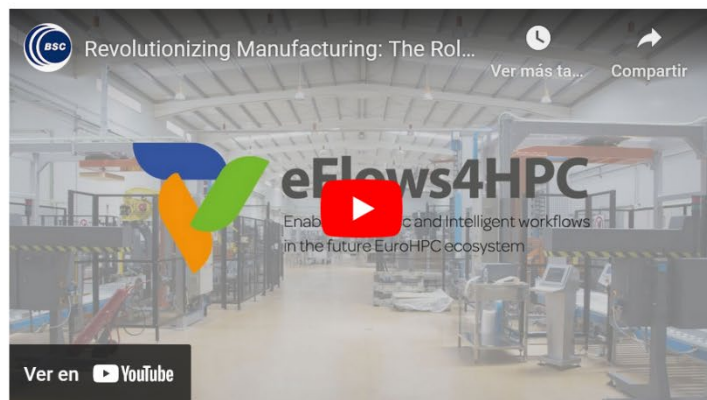 BSC
Revolutionizing Manufacturing: The Rol...
Ver más ta...
Compartir
eFlows4HPC
and Intelligent workflows
in the future EuroHPC ecosystem
Ver en YouTube